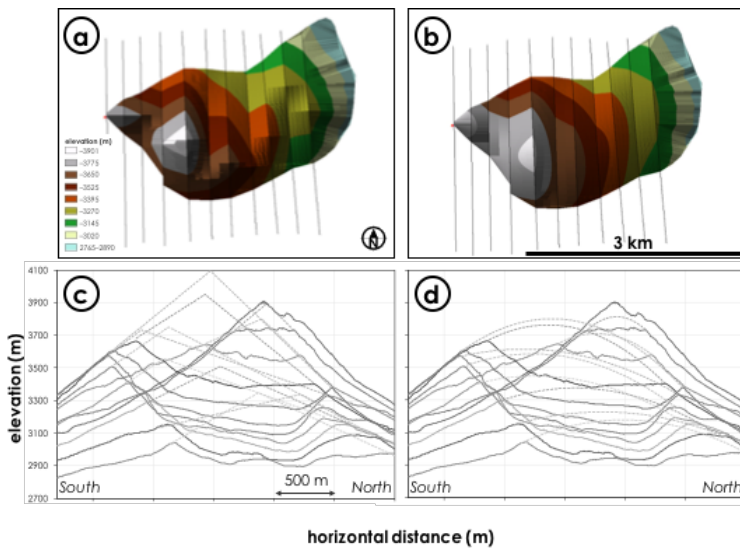 a
b
elevation (m)
~3901
~3775
~3650
~3525
~3395
~3270
~3145
~3020
2765-2890
N
3 km
c
d
4100
3900
3700
3500
3300
3100
2900
2700
elevation (m)
South
500 m
North
South
North
horizontal distance (m)